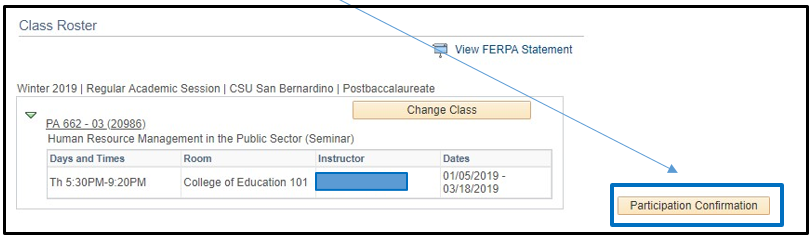 Class Roster
View FERPA Statement
Winter 2019 | Regular Academic Session | CSU San Bernardino | Postbaccalaureate
Change Class
PA 662 - 03 (20986)
Human Resource Management in the Public Sector (Seminar)
Days and Times Room Instructor Dates
Th 5:30PM-9:20PM College of Education 101 01/05/2019 -
03/18/2019
Participation Confirmation